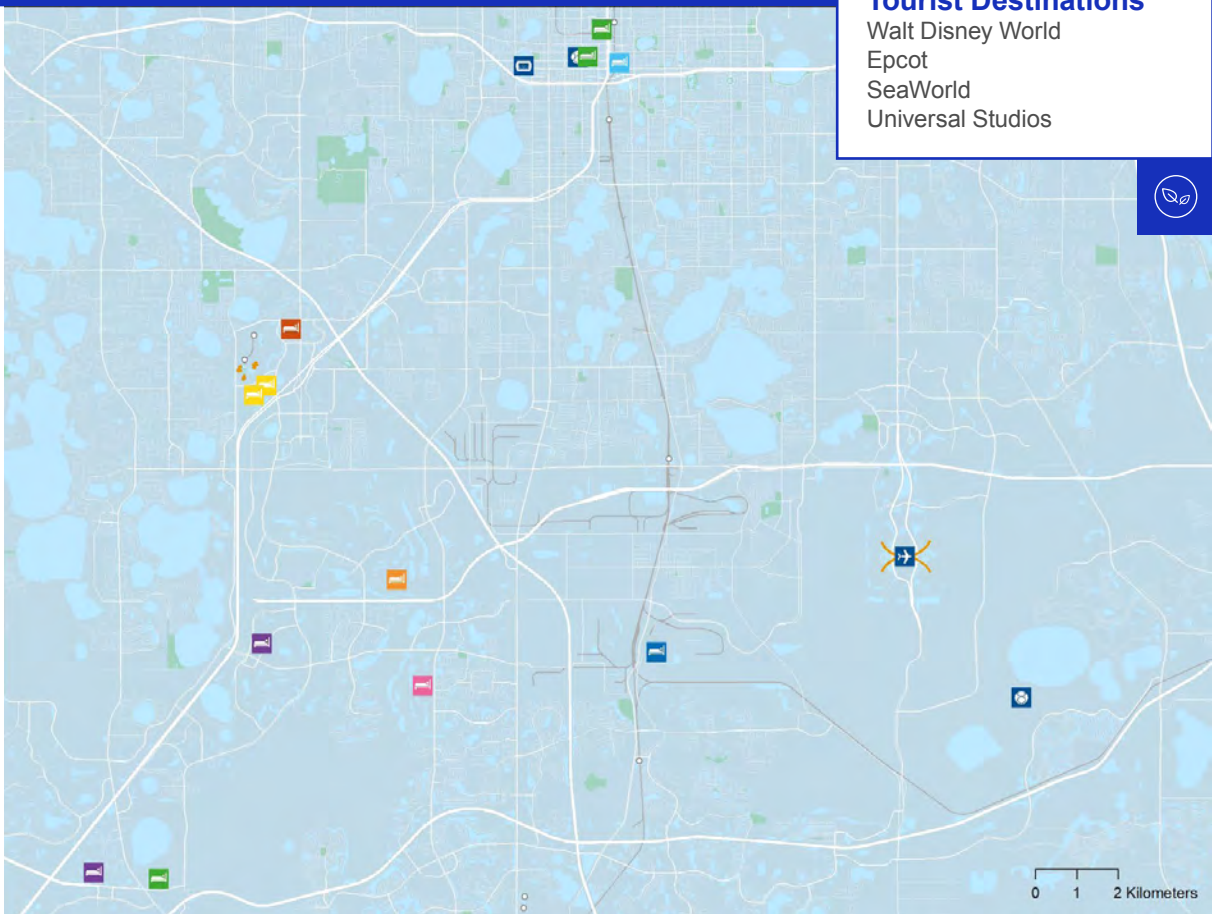 Tourist Destinations
Walt Disney World
Epcot
SeaWorld
Universal Studios
0 1 2 Kilometers